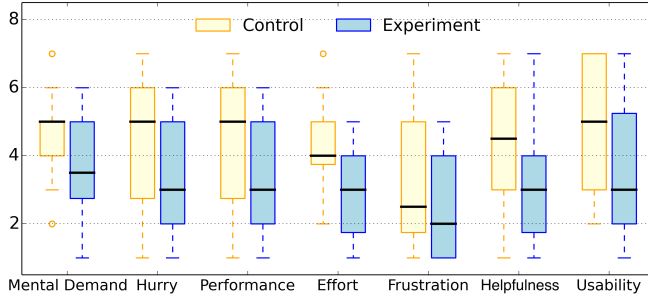 8
Control Experiment
6
4
2
Mental Demand Hurry Performance Effort Frustration Helpfulness Usability